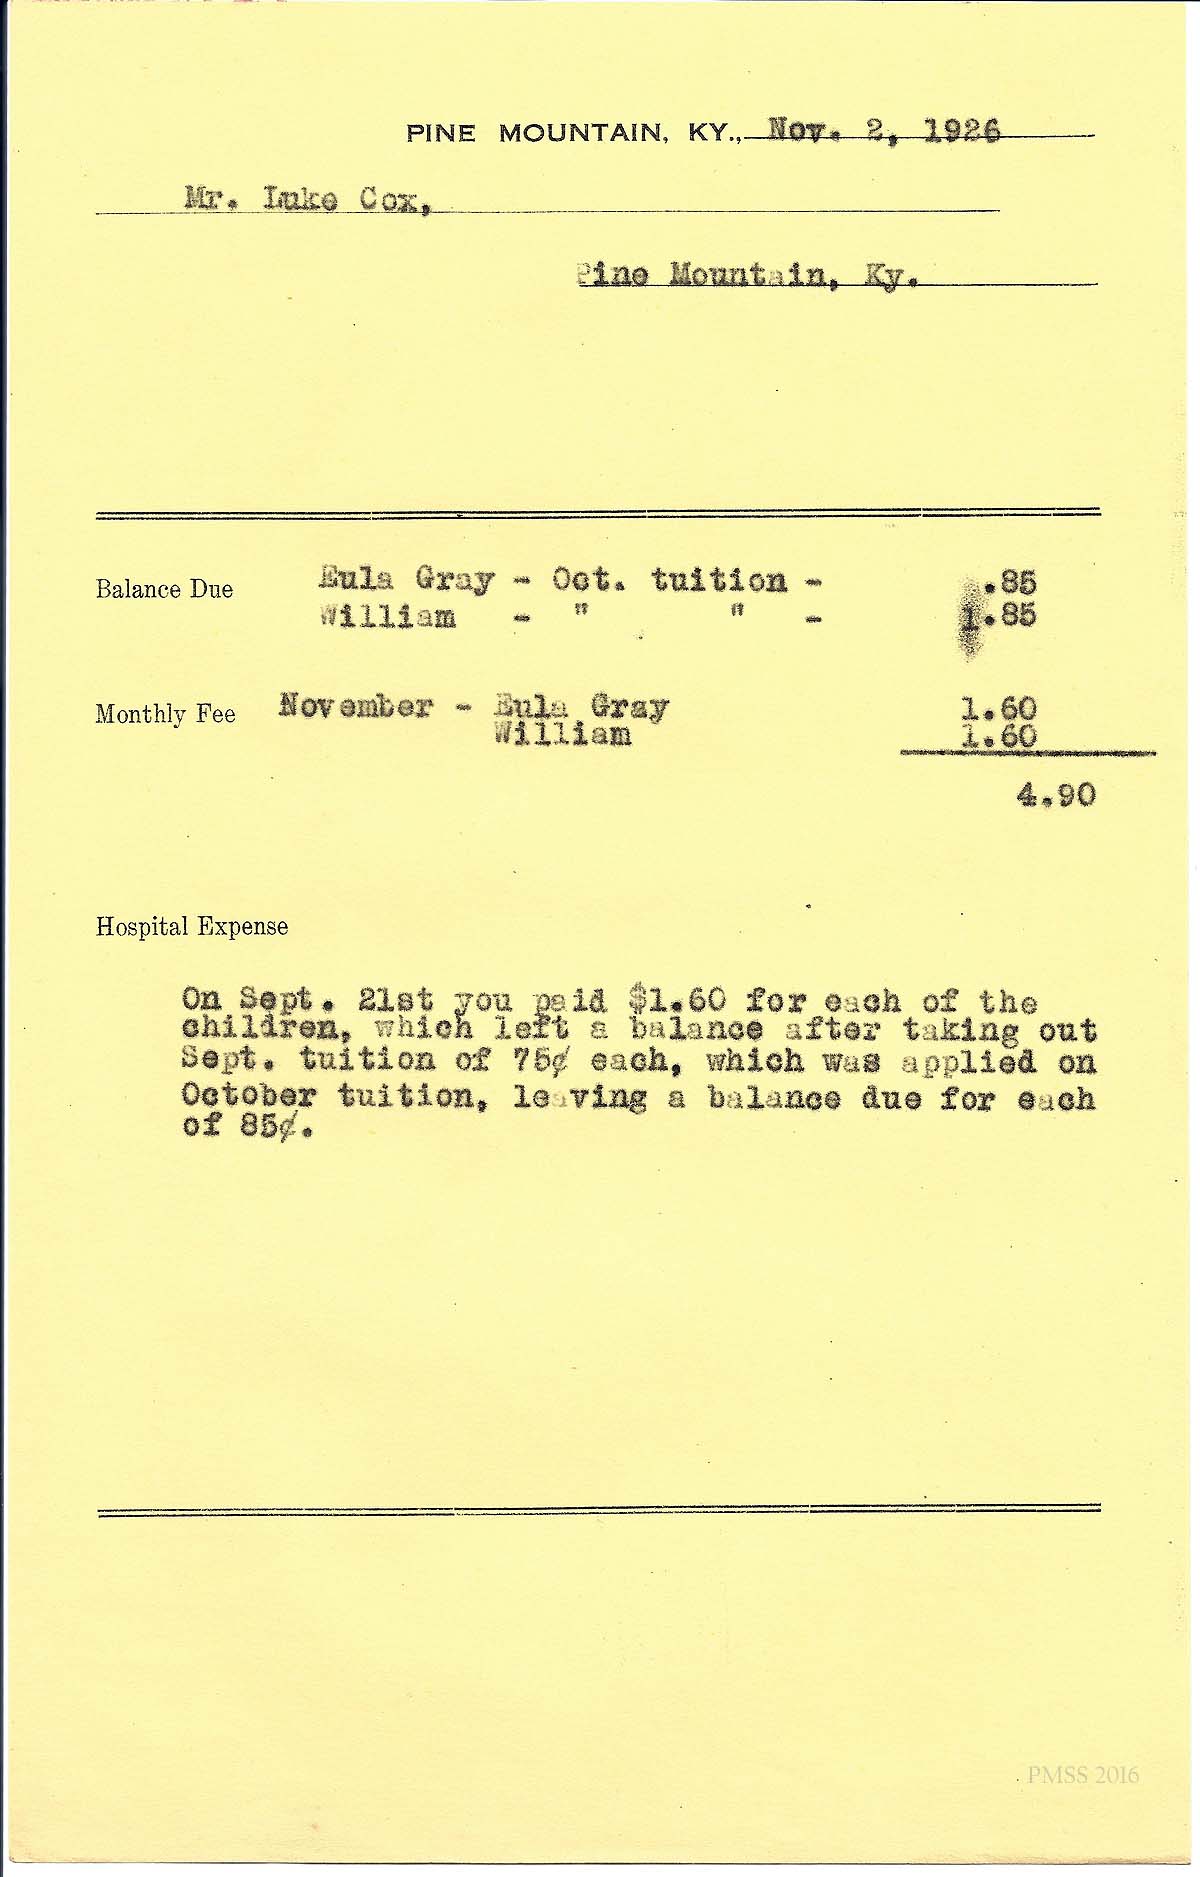 PINE MOUNTAIN, KY., Nov. 2, 1926
Mr. Luke Cox,
Pine Mountain, Ky.
Balance Due Eula Gray - Oct. tuition - .85
William - " " - 1.85
Monthly Fee November - Eula Gray 1.60
William 1.60
4.90
Hospital Expense
On Sept. 21st you paid $1.60 for each of the
children, which left a balance after taking out
Sept. tuition of 75¢ each, which was applied on
October tuition, leaving a balance due for each
of 85¢.
PMSS 2016